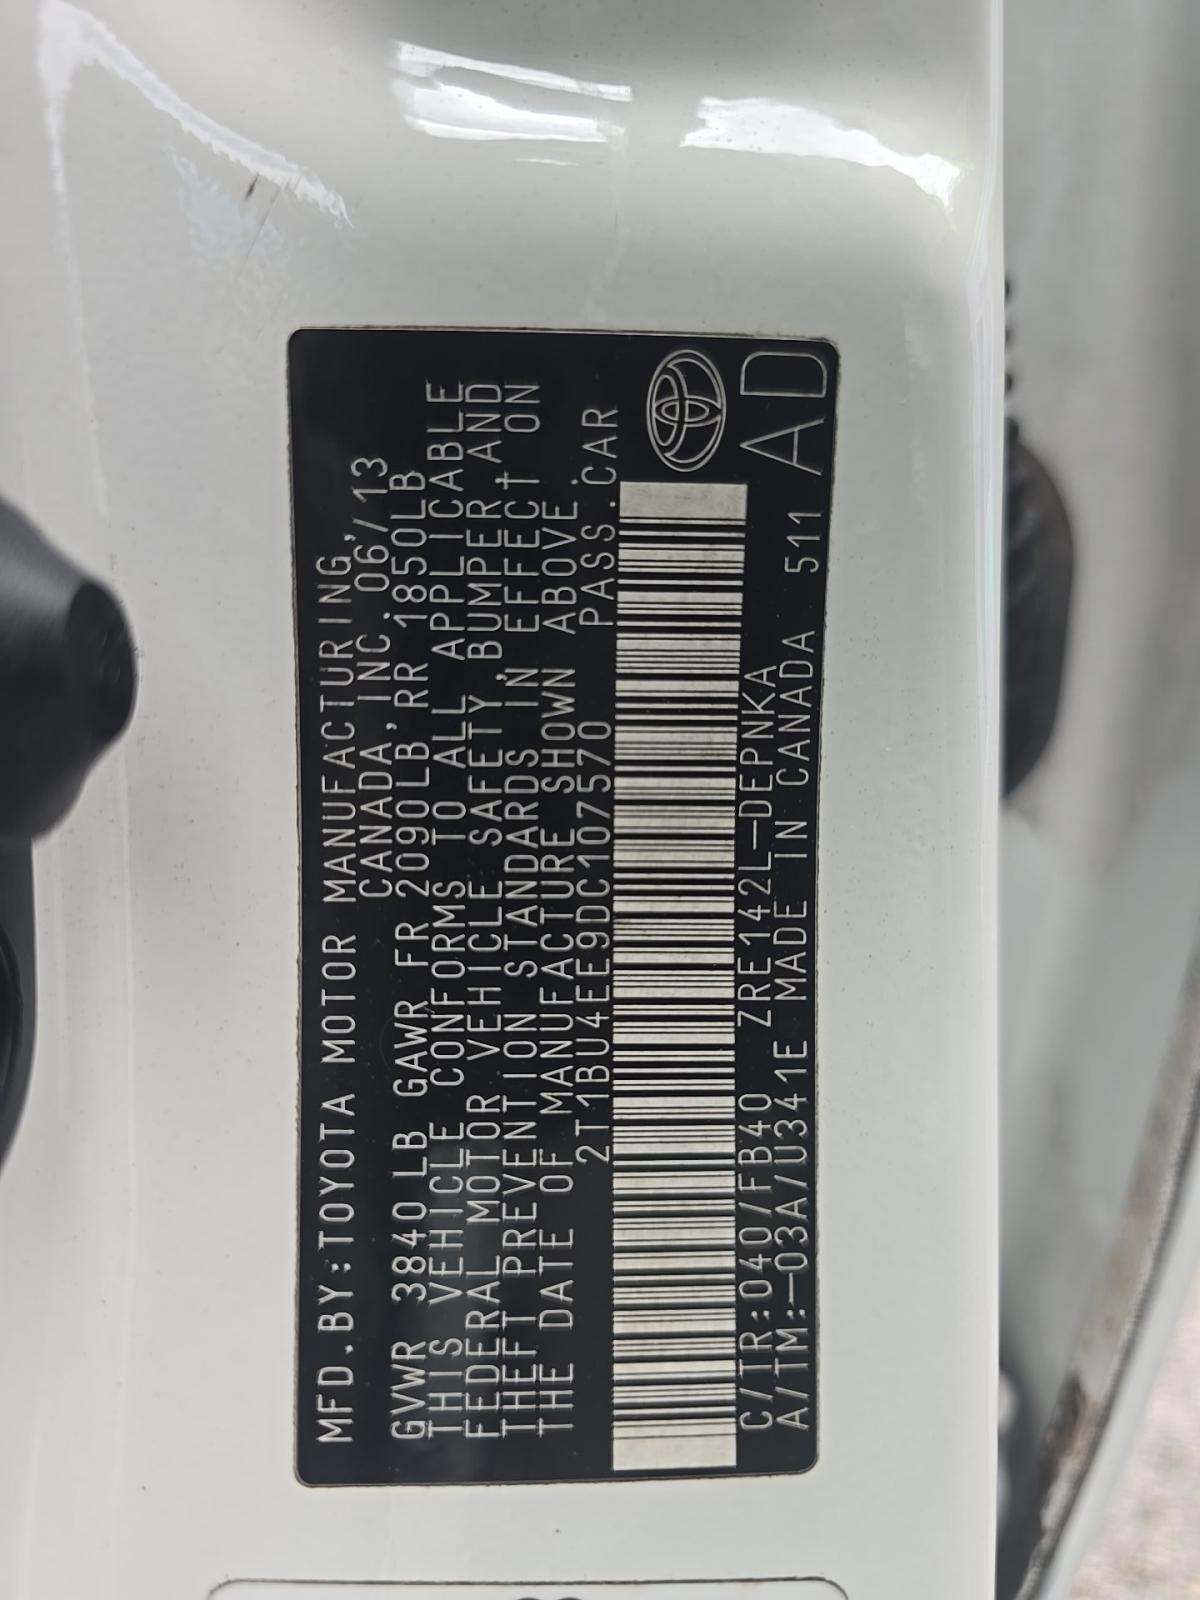 MFD.BY:TOYOTA MOTOR MANUFACTURING,
CANADA,INC.06/13
GVWR 3840LB GAWR FR 2090LB,RR 1850LB
THIS VEHICLE CONFORMS TO ALL APPLICABLE
FEDERAL MOTOR VEHICLE SAFETY,BUMPER,AND
THEFT PREVENTION STANDARDS IN EFFECT ON
THE DATE OF MANUFACTURE SHOWN ABOVE.
2T1BU4EE9DC107570 PASS.CAR
C/TR:040/FB40 ZRE142L-DEPNKA
A/TM:-03A/U341E MADE IN CANADA 511 AD